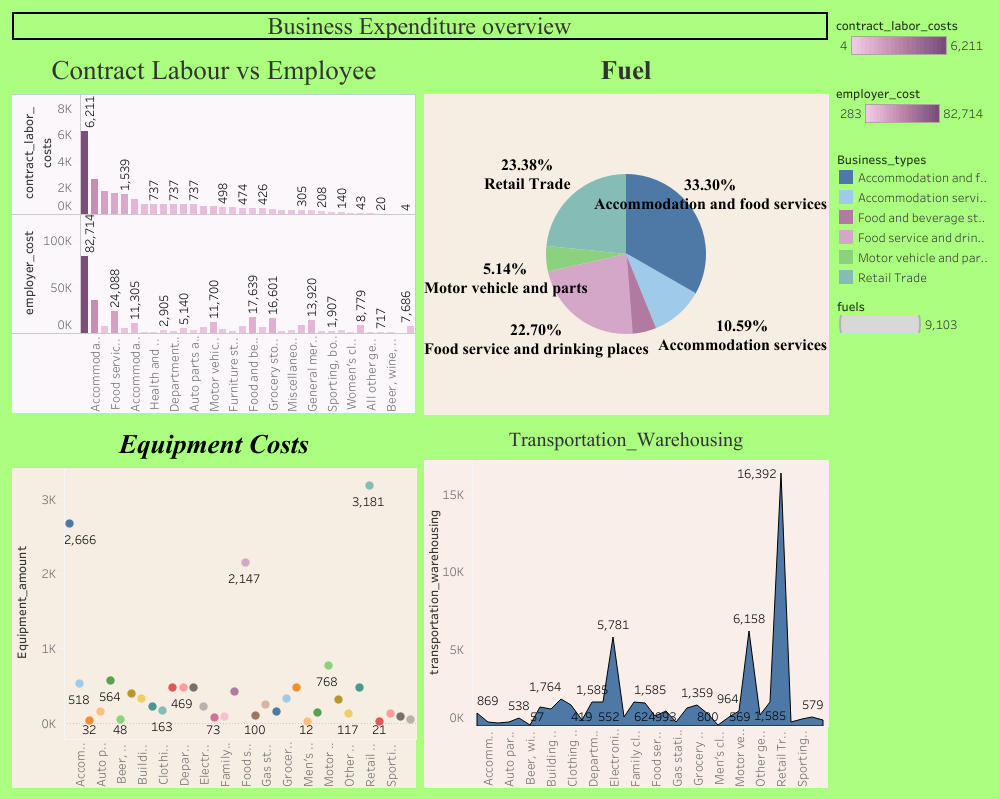 Business Expenditure overview
Contract Labour vs Employee
contract_labor_
costs
8K
6K
4K
2K
0K
6,211
1,539
737
737
737
498
474
426
305
208
140
43
20
4
employer_cost
100K
50K
0K
82,714
24,088
11,305
2,905
5,140
11,700
17,639
16,601
13,920
1,907
8,779
717
7,686
Accommoda..
Food servic..
Accommoda..
Health and ..
Department..
Auto parts a..
Motor vehic..
Furniture st..
Food and be..
Grocery sto..
Miscellaneo..
General mer..
Sporting, bo..
Women's cl..
All other ge..
Beer, wine, ..
Fuel
23.38%
Retail Trade
33.30%
Accommodation and food services
5.14%
Motor vehicle and parts
22.70%
Food service and drinking places
10.59%
Accommodation services
contract_labor_costs
4
6,211
employer_cost
283
82,714
Business_types
Accommodation and f..
Accommodation servi..
Food and beverage st..
Food service and drin..
Motor vehicle and par..
Retail Trade
fuels
9,103
Equipment Costs
Equipment_amount
3K
2K
1K
0K
2,666
518
32
564
48
163
469
73
2,147
100
12
768
117
3,181
21
Accom..
Auto p..
Beer, ..
Buildi..
Clothi..
Depar..
Electr..
Family..
Food s..
Gas st..
Grocer..
Men's ..
Motor ..
Other ..
Retail ..
Sporti..
Transportation_Warehousing
transportation_warehousing
15K
10K
5K
0K
869
538
57
1,764
1,585
552
5,781
1,585
1,359
800
964
569
6,158
1,585
16,392
579
Accomm..
Auto par..
Beer, wi..
Building ..
Clothing ..
Departm..
Electroni..
Family cl..
Food ser..
Gas stati..
Grocery ..
Men's cl..
Motor ve..
Other ge..
Retail Tr..
Sporting..